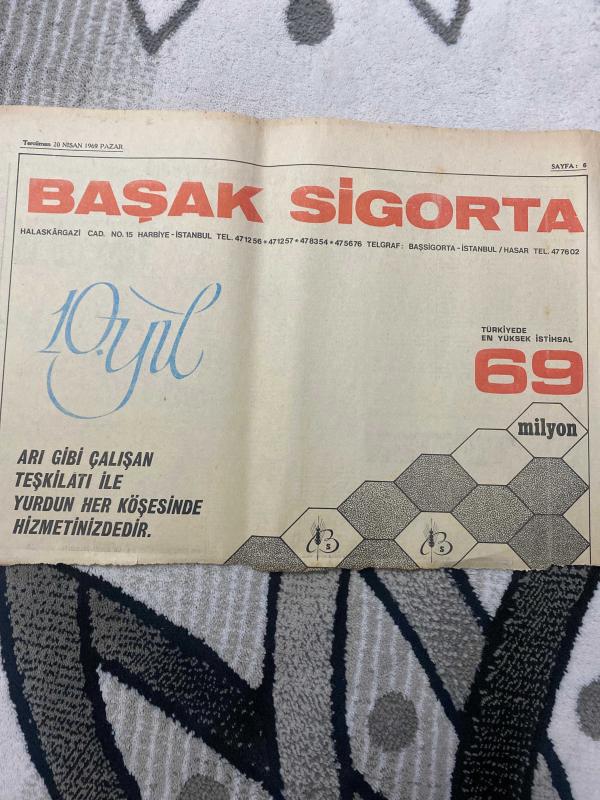 Tercüman 20 NİSAN 1969 PAZAR
SAYFA: 6
BAŞAK SİGORTA
HALASKÂRGAZİ CAD. NO. 15 HARBİYE-İSTANBUL TEL. 471256 * 471257 * 478354 * 475676 TELGRAF: BAŞSİGORTA-İSTANBUL / HASAR TEL. 477602
10.yıl
TÜRKİYEDE
EN YÜKSEK İSTİHSAL
69
milyon
ARI GİBİ ÇALIŞAN
TEŞKİLATI İLE
YURDUN HER KÖŞESİNDE
HİZMETİNİZDEDİR.
B S
B S